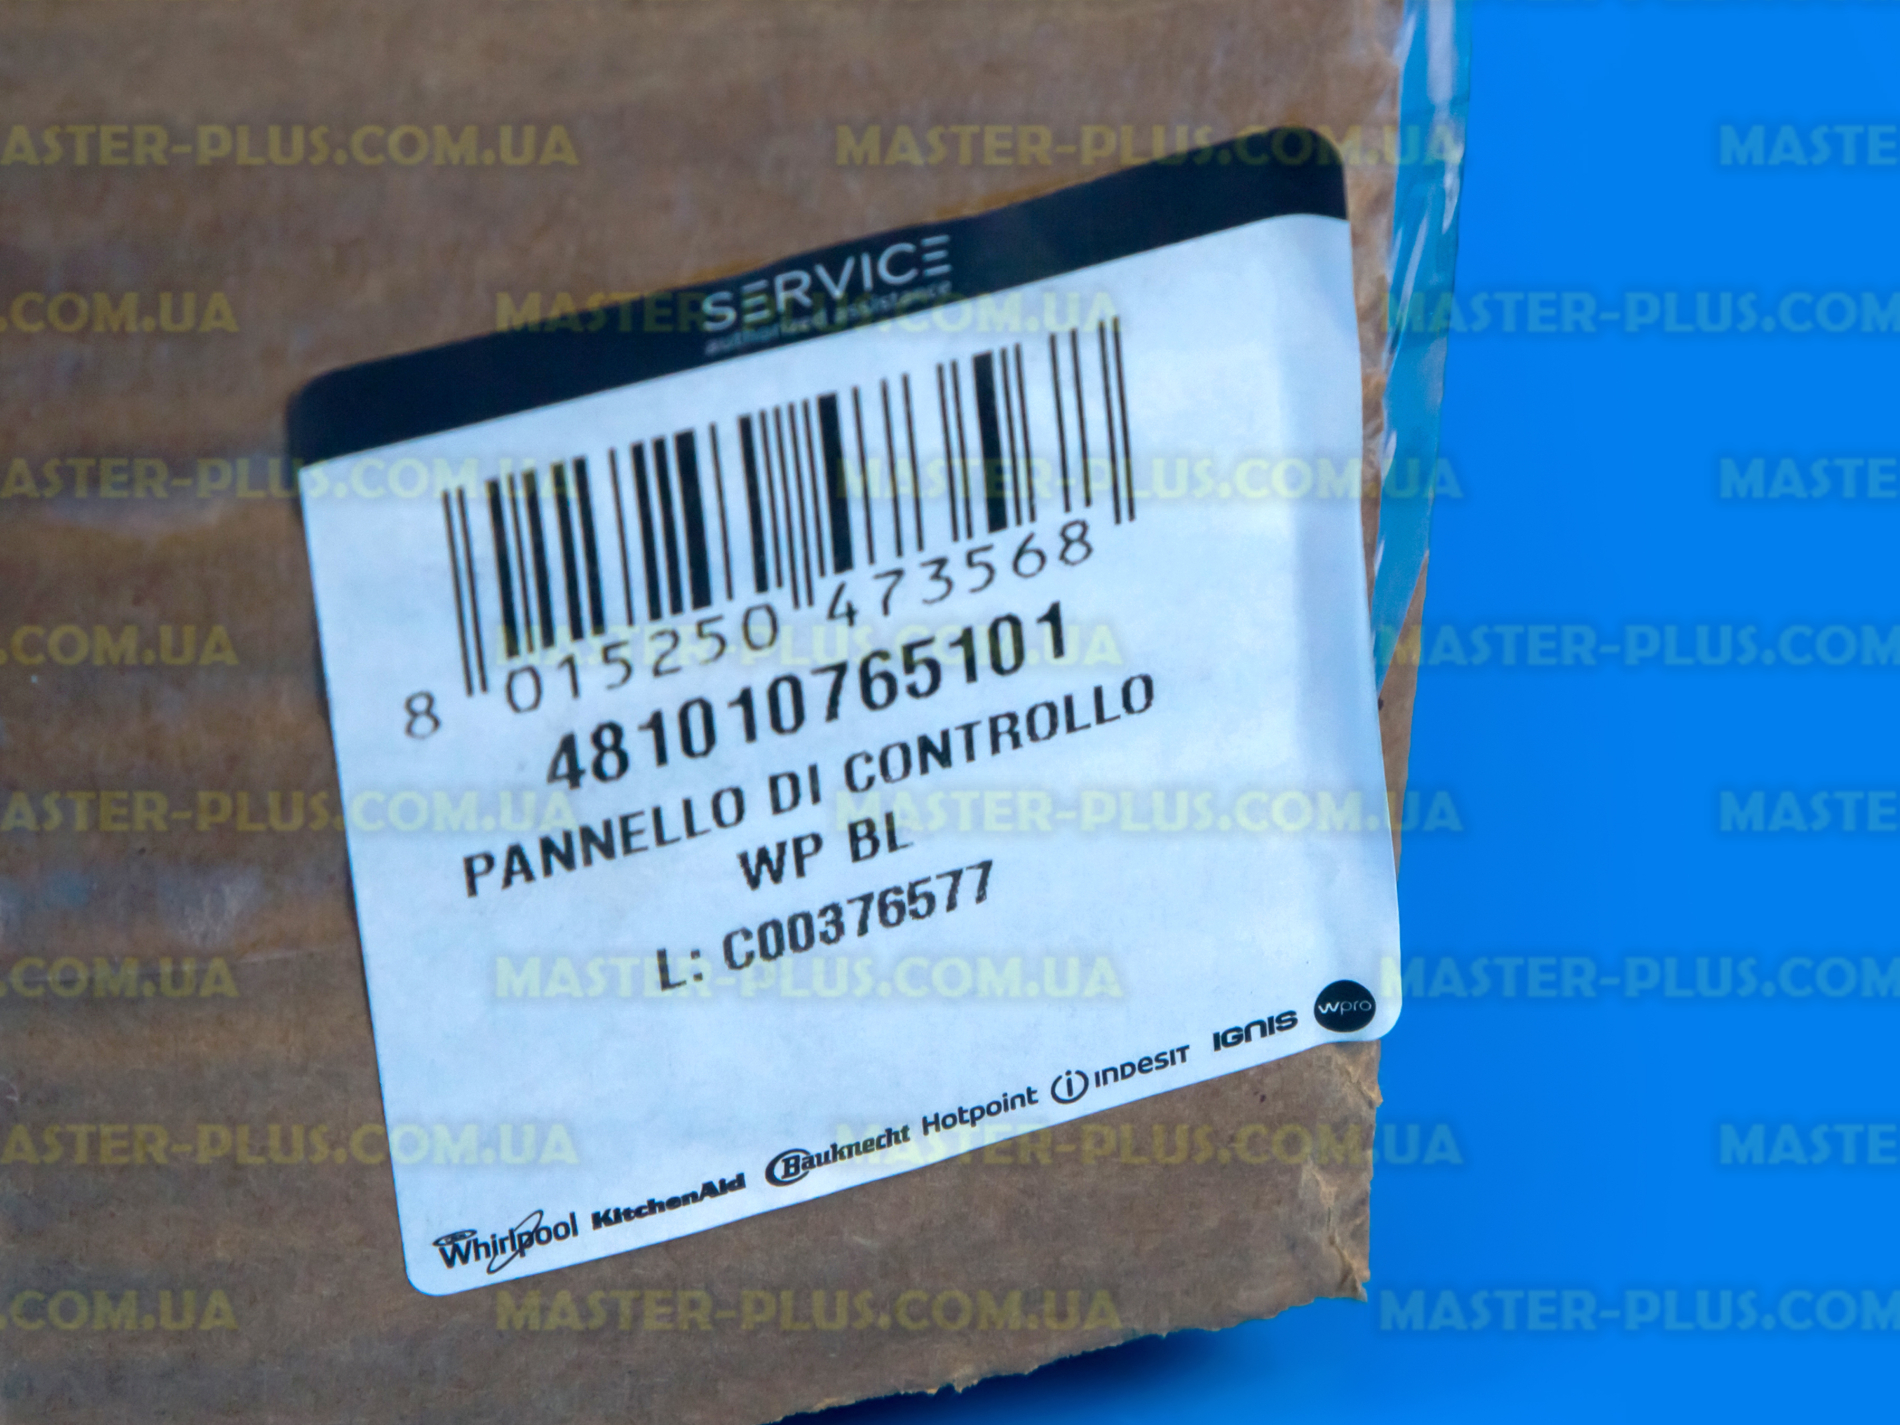 SERVICE
authorized assistance
8 015250 473568
481010765101
PANNELLO DI CONTROLLO
WP BL
L: C00376577
Whirlpool KitchenAid Bauknecht Hotpoint indesit IGNIS wpro
MASTER-PLUS.COM.UA